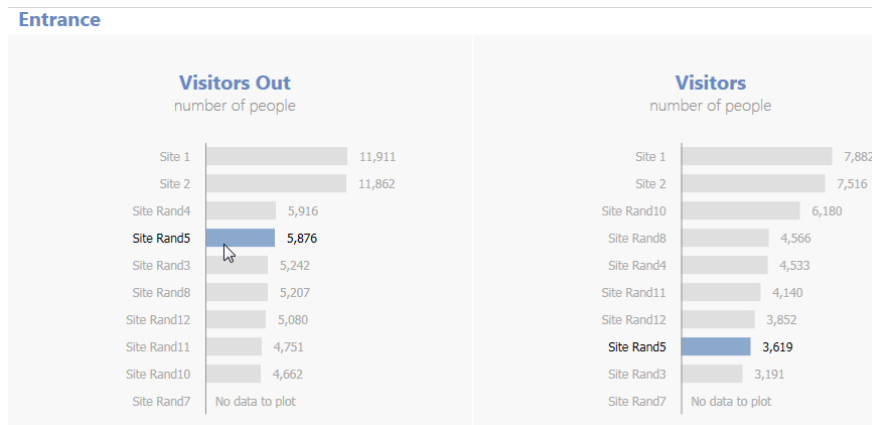 Entrance
Visitors Out
number of people
Site 1 11,911
Site 2 11,862
Site Rand4 5,916
Site Rand5 5,876
Site Rand3 5,242
Site Rand8 5,207
Site Rand12 5,080
Site Rand11 4,751
Site Rand10 4,662
Site Rand7 No data to plot
Visitors
number of people
Site 1 7,882
Site 2 7,516
Site Rand10 6,180
Site Rand8 4,566
Site Rand4 4,533
Site Rand11 4,140
Site Rand12 3,852
Site Rand5 3,619
Site Rand3 3,191
Site Rand7 No data to plot